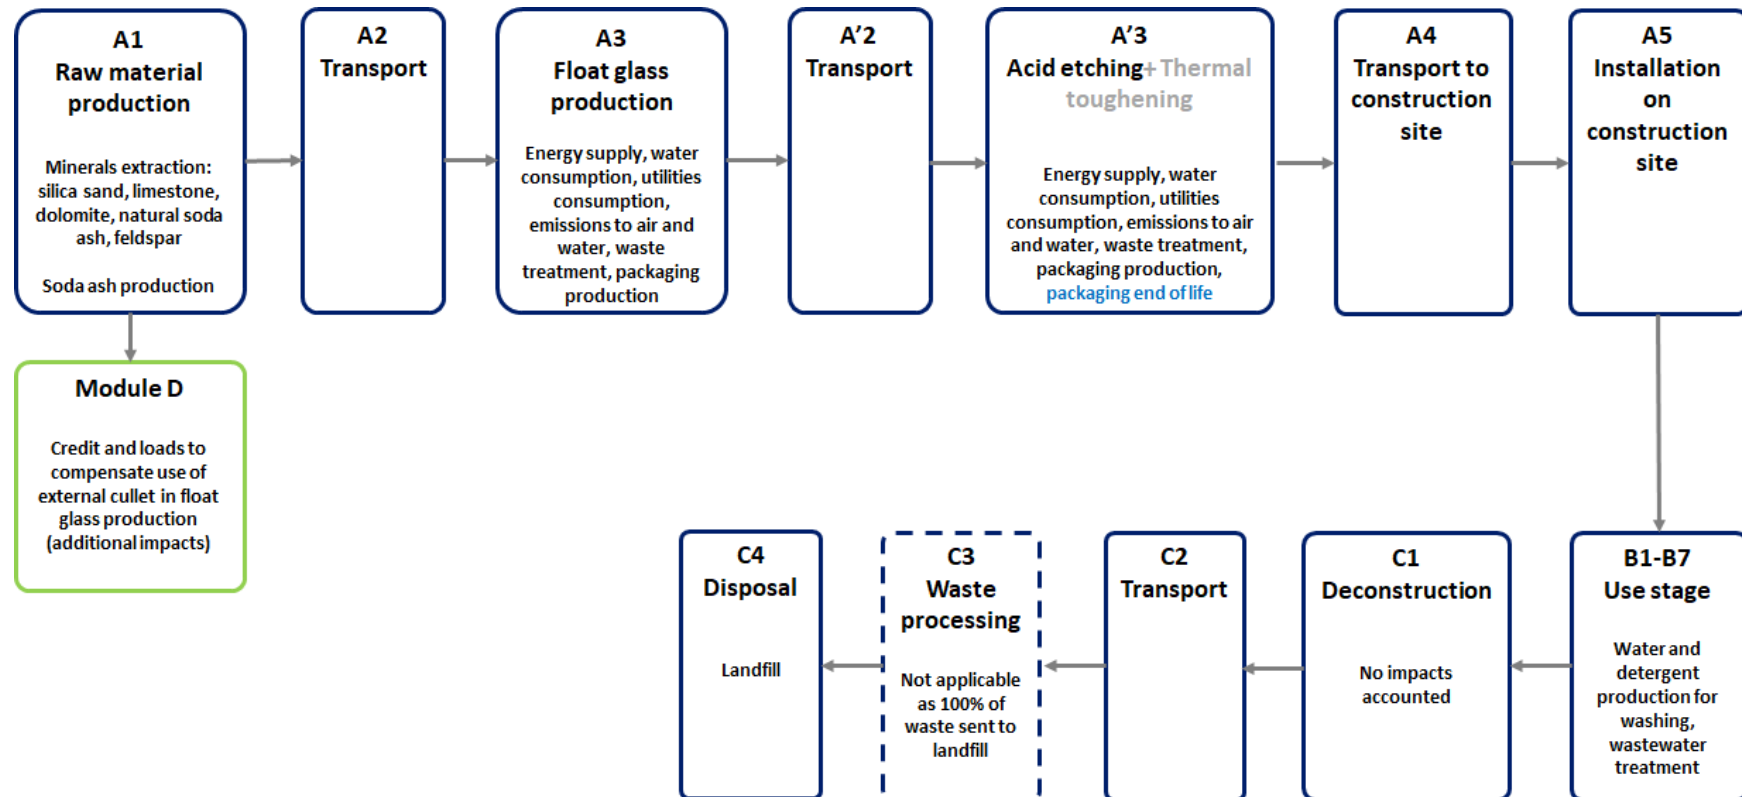 A1
Raw material
production
Minerals extraction:
silica sand, limestone,
dolomite, natural soda
ash, feldspar
Soda ash production
A2
Transport
A3
Float glass
production
Energy supply, water
consumption, utilities
consumption,
emissions to air and
water, waste
treatment, packaging
production
A’2
Transport
A’3
Acid etching+ Thermal
toughening
Energy supply, water
consumption, utilities
consumption, emissions to air
and water, waste treatment,
packaging production,
packaging end of life
A4
Transport to
construction
site
A5
Installation
on
construction
site
Module D
Credit and loads to
compensate use of
external cullet in float
glass production
(additional impacts)
C4
Disposal
Landfill
C3
Waste
processing
Not applicable
as 100% of
waste sent to
landfill
C2
Transport
C1
Deconstruction
No impacts
accounted
B1-B7
Use stage
Water and
detergent
production for
washing,
wastewater
treatment